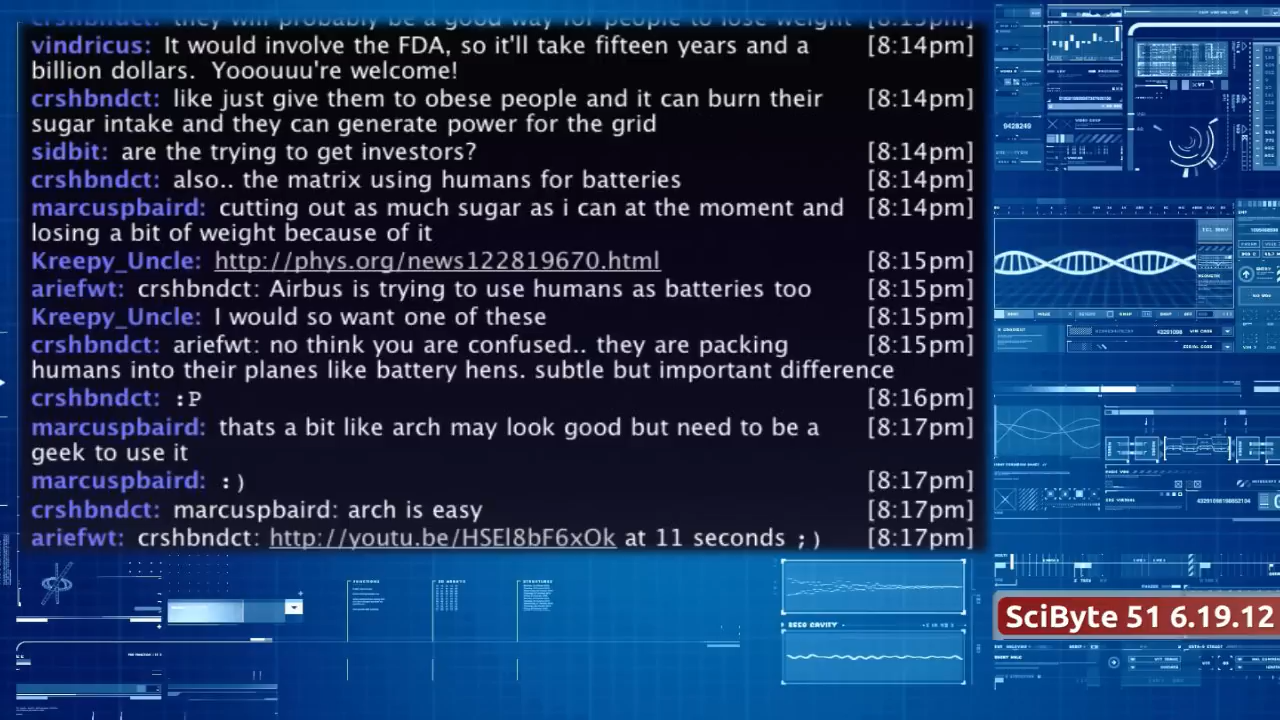 vindricus: It would involve the FDA, so it'll take fifteen years and a [8:14pm]
billion dollars. Yooouuu're welcome!
crshbndct: like just give it to really obese people and it can burn their [8:14pm]
sugar intake and they can generate power for the grid
sidbit: are the trying to get investors? [8:14pm]
crshbndct: also.. the matrix using humans for batteries [8:14pm]
marcuspbaird: cutting out as much sugar as i can at the moment and [8:14pm]
losing a bit of weight because of it
Kreepy_Uncle: http://phys.org/news122819670.html [8:15pm]
ariefwt: crshbndct: Airbus is trying to use humans as batteries too [8:15pm]
Kreepy_Uncle: I would so want one of these [8:15pm]
crshbndct: ariefwt: no i think you are confused.. they are packing [8:15pm]
humans into their planes like battery hens. subtle but important difference
crshbndct: :P [8:16pm]
marcuspbaird: thats a bit like arch may look good but need to be a [8:17pm]
geek to use it
marcuspbaird: :) [8:17pm]
crshbndct: marcuspbaird: arch is easy [8:17pm]
ariefwt: crshbndct: http://youtu.be/HSEl8bF6xOk at 11 seconds ;) [8:17pm]
9428249
SciByte 51 6.19.12